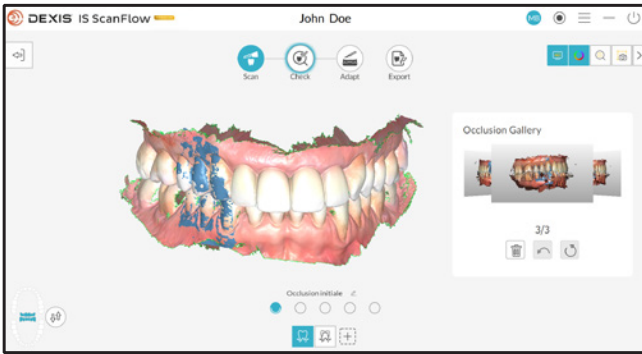 DEXIS IS ScanFlow
John Doe
MB
Scan
Check
Adapt
Export
Occlusion Gallery
3/3
Occlusion initiale